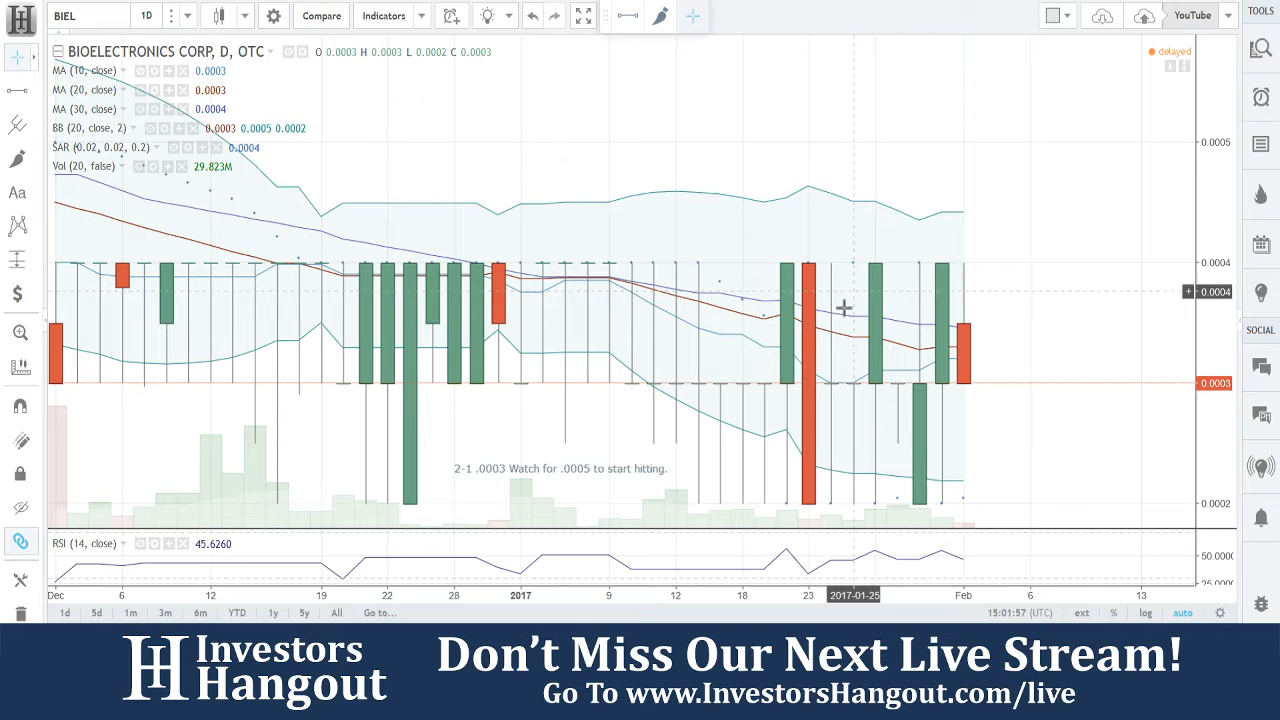 BIEL
1D
Compare
Indicators
YouTube
TOOLS
BIOELECTRONICS CORP, D, OTC
O 0.0003 H 0.0003 L 0.0002 C 0.0003
delayed
MA (10, close) 0.0003
MA (20, close) 0.0003
MA (30, close) 0.0004
BB (20, close, 2) 0.0003 0.0005 0.0002
SAR (0.02, 0.02, 0.2) 0.0004
Vol (20, false) 29.823M
0.0005
0.0004
0.0004
0.0003
0.0002
SOCIAL
Aa
2-1 .0003 Watch for .0005 to start hitting.
RSI (14, close) 45.6260
50.000
25.000
Dec 6 12 19 22 28 2017 9 12 18 23 2017-01-25 Feb 6 13
1d 5d 1m 3m 6m YTD 1y 5y All Go to... 15:01:57 (UTC) ext % log auto
IH Investors
Hangout
Don't Miss Our Next Live Stream!
Go To www.InvestorsHangout.com/live